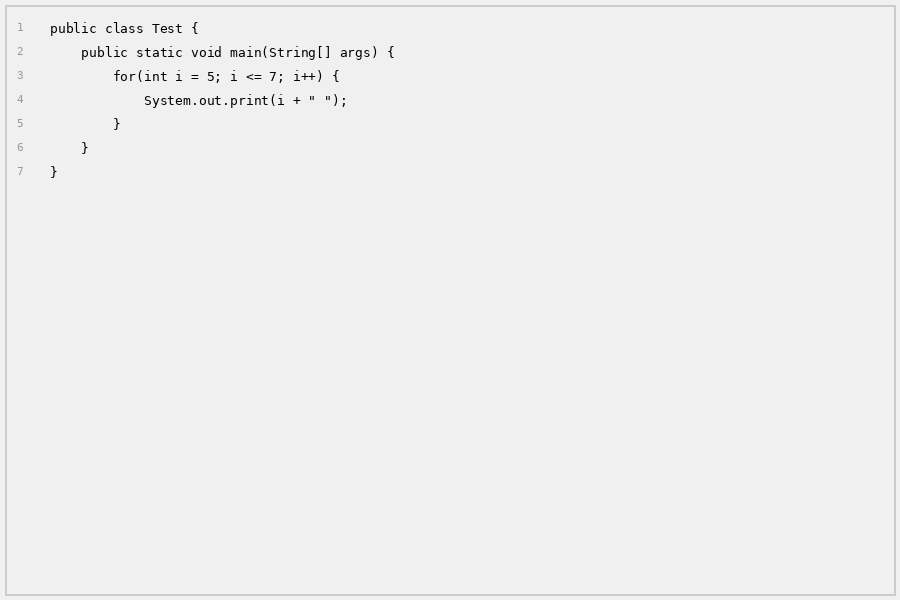 1 public class Test {
2     public static void main(String[] args) {
3         for(int i = 5; i <= 7; i++) {
4             System.out.print(i + " ");
5         }
6     }
7 }